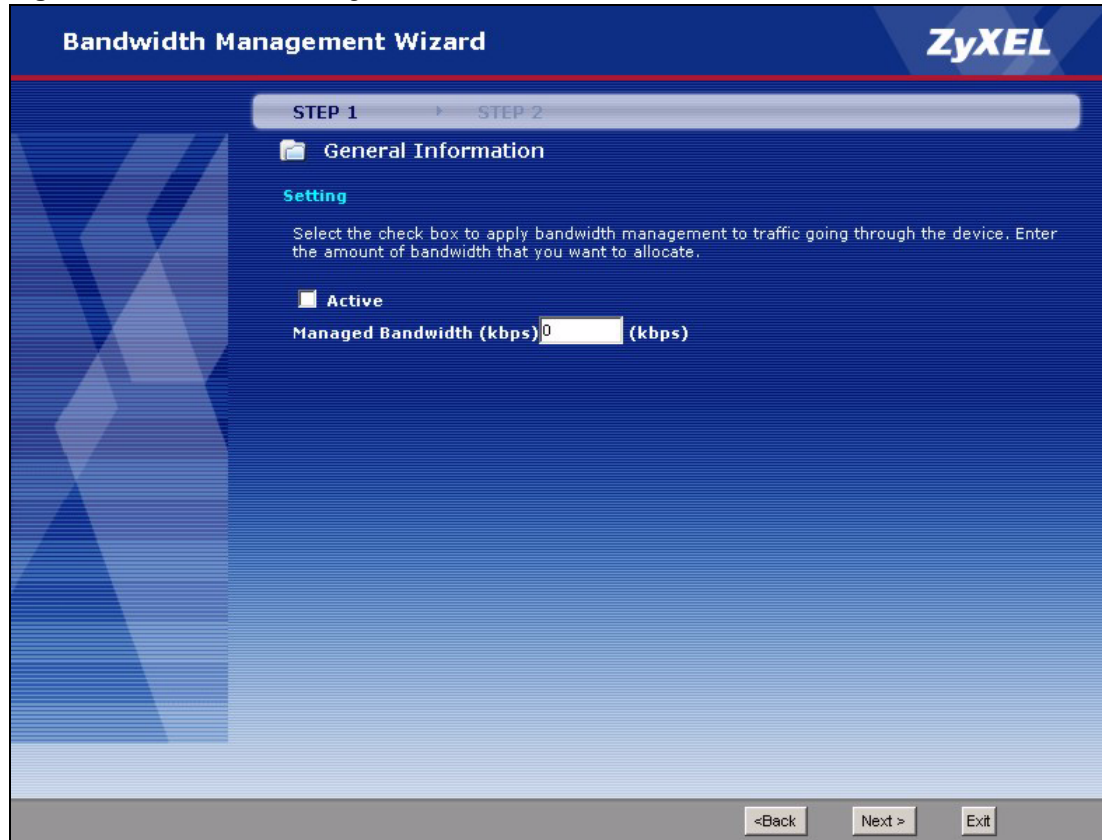 Bandwidth Management Wizard
ZyXEL
STEP 1 STEP 2
General Information
Setting
Select the check box to apply bandwidth management to traffic going through the device. Enter
the amount of bandwidth that you want to allocate.
Active
Managed Bandwidth (kbps) 0 (kbps)
<Back Next > Exit